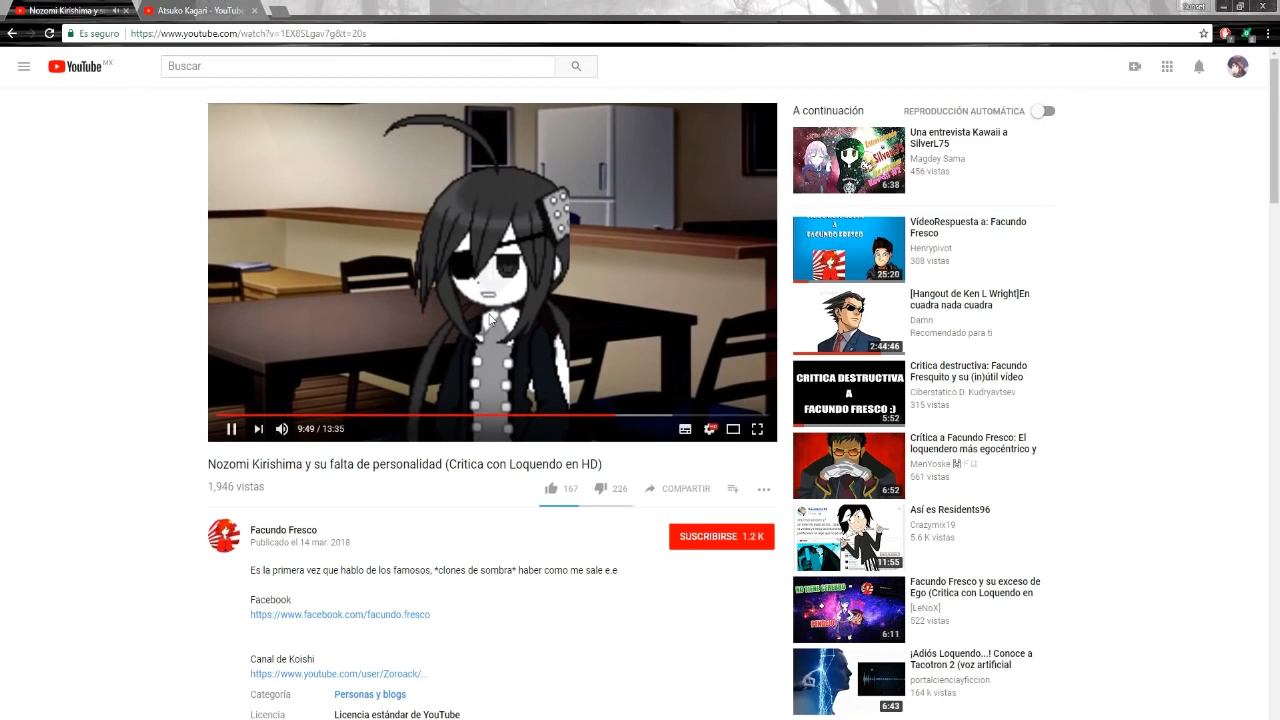 Nozomi Kirishima y s
Atsuko Kagari - YouTub
Sunset
Es seguro
https://www.youtube.com/watch?v=1EX8SLgav7g&t=20s
YouTube MX
Buscar
9:49 / 13:35
HD
Nozomi Kirishima y su falta de personalidad (Critica con Loquendo en HD)
1,946 vistas
167
226
COMPARTIR
Facundo Fresco
Publicado el 14 mar. 2018
SUSCRIBIRSE 1.2 K
Es la primera vez que hablo de los famosos, *clones de sombra* haber como me sale e.e
Facebook
https://www.facebook.com/facundo.fresco
Canal de Koishi
https://www.youtube.com/user/Zoroack/...
Categoría
Personas y blogs
Licencia
Licencia estándar de YouTube
A continuación
REPRODUCCIÓN AUTOMÁTICA
6:38
Una entrevista Kawaii a
SilverL75
Magdey Sama
456 vistas
A FACUNDO FRESCO
25:20
VídeoRespuesta a: Facundo
Fresco
Henrypivot
308 vistas
2:44:46
[Hangout de Ken L Wright]En
cuadra nada cuadra
Damn
Recomendado para ti
CRITICA DESTRUCTIVA
A
FACUNDO FRESCO :)
5:52
Critica destructiva: Facundo
Fresquito y su (in)útil vídeo
Ciberstatico D. Kudryavtsev
315 vistas
6:52
Crítica a Facundo Fresco: El
loquendero más egocéntrico y
MenYoske
561 vistas
11:55
Así es Residents96
Crazymix19
5.6 K vistas
6:11
Facundo Fresco y su exceso de
Ego (Critica con Loquendo en
[LeNoX]
522 vistas
6:43
¡Adiós Loquendo...! Conoce a
Tacotron 2 (voz artificial
portalcienciayficcion
164 k vistas